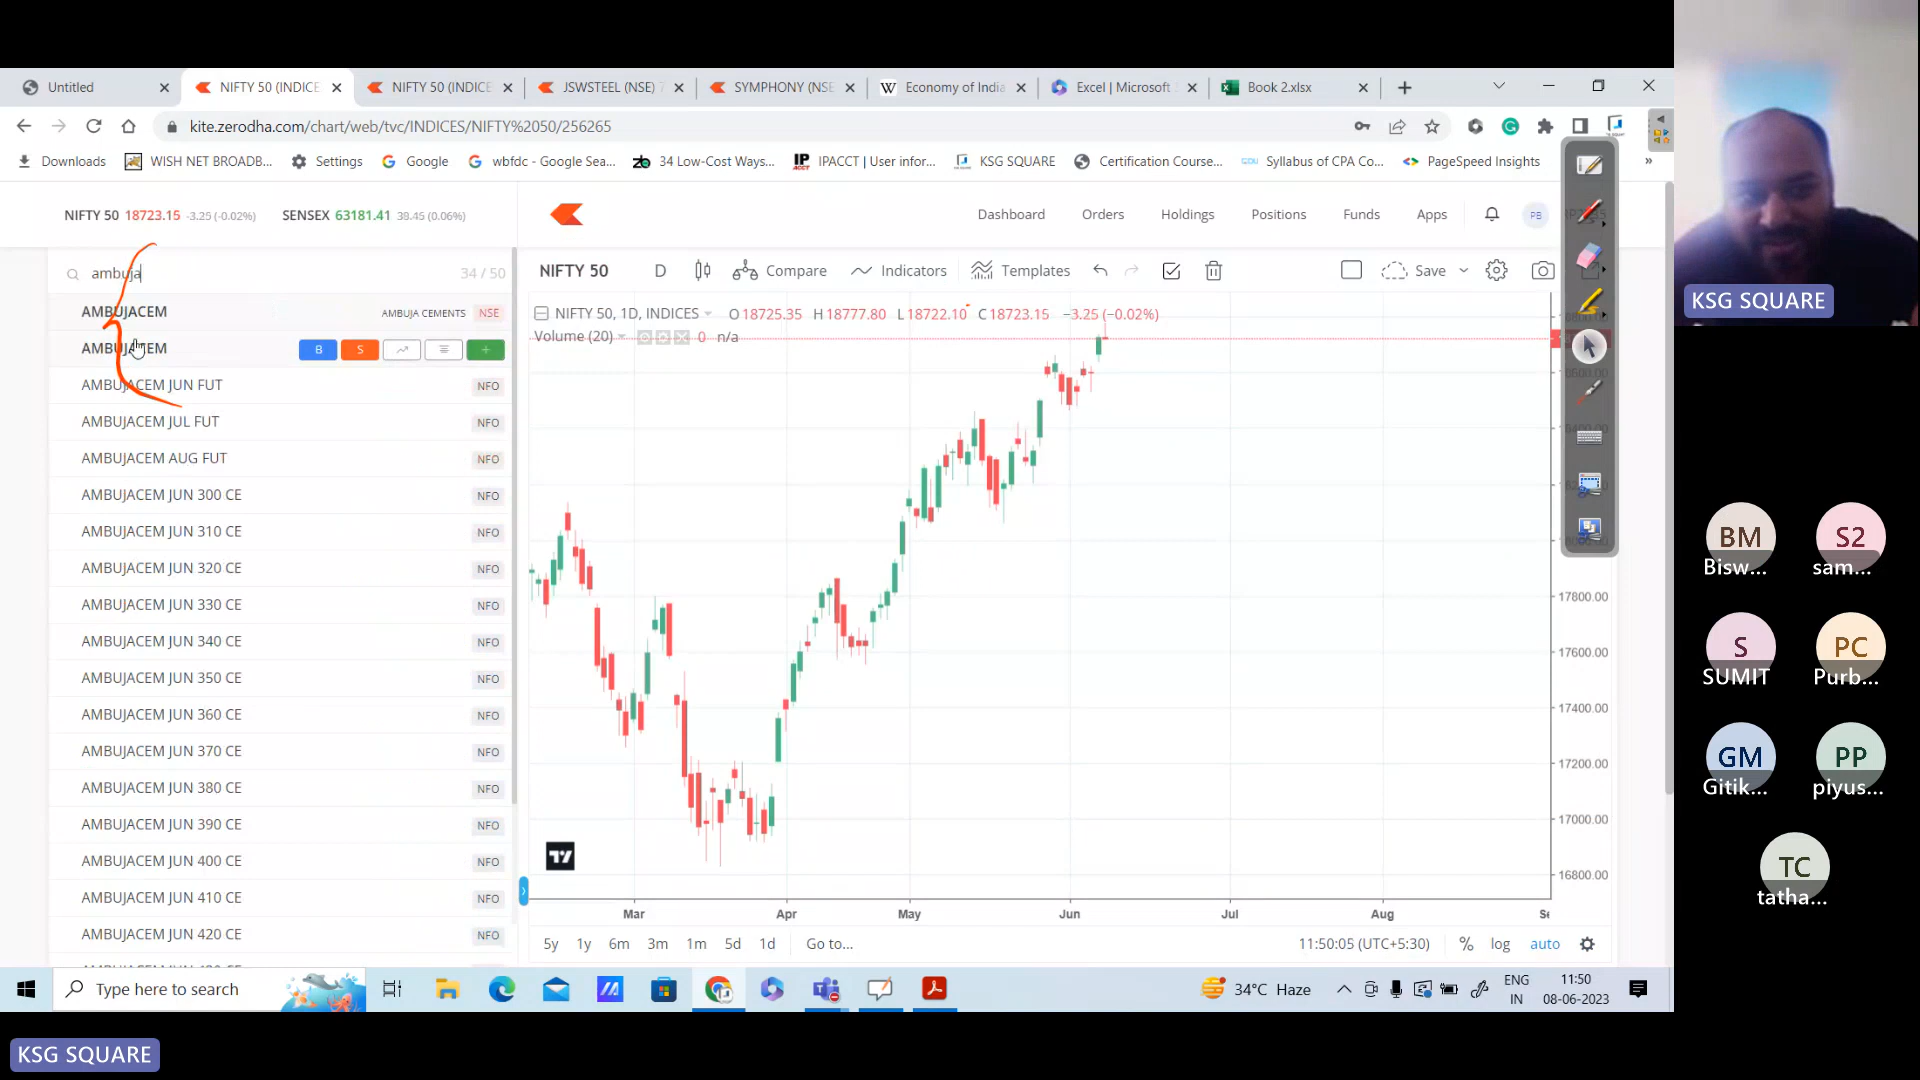 Untitled
NIFTY 50 (INDICE
NIFTY 50 (INDICE
JSWSTEEL (NSE) 7
SYMPHONY (NSE
Economy of India
Excel | Microsoft
Book 2.xlsx
kite.zerodha.com/chart/web/tvc/INDICES/NIFTY%2050/256265
Downloads
WISH NET BROADB...
Settings
Google
wbfdc - Google Sea...
34 Low-Cost Ways...
IPACCT | User infor...
KSG SQUARE
Certification Course...
Syllabus of CPA Co...
PageSpeed Insights
NIFTY 50 18723.15 -3.25 (-0.02%)
SENSEX 63181.41 38.45 (0.06%)
Dashboard
Orders
Holdings
Positions
Funds
Apps
PB
ambuja
34 / 50
AMBUJACEM AMBUJA CEMENTS NSE
AMBUJACEM B S
AMBUJACEM JUN FUT NFO
AMBUJACEM JUL FUT NFO
AMBUJACEM AUG FUT NFO
AMBUJACEM JUN 300 CE NFO
AMBUJACEM JUN 310 CE NFO
AMBUJACEM JUN 320 CE NFO
AMBUJACEM JUN 330 CE NFO
AMBUJACEM JUN 340 CE NFO
AMBUJACEM JUN 350 CE NFO
AMBUJACEM JUN 360 CE NFO
AMBUJACEM JUN 370 CE NFO
AMBUJACEM JUN 380 CE NFO
AMBUJACEM JUN 390 CE NFO
AMBUJACEM JUN 400 CE NFO
AMBUJACEM JUN 410 CE NFO
AMBUJACEM JUN 420 CE NFO
NIFTY 50
D
Compare
Indicators
Templates
Save
NIFTY 50, 1D, INDICES O18725.35 H18777.80 L18722.10 C18723.15 −3.25 (−0.02%)
Volume (20) 0 n/a
17800.00
17600.00
17400.00
17200.00
17000.00
16800.00
Mar
Apr
May
Jun
Jul
Aug
5y 1y 6m 3m 1m 5d 1d
Go to...
11:50:05 (UTC+5:30)
%
log
auto
Type here to search
34°C Haze
ENG
IN
11:50
08-06-2023
KSG SQUARE
BM
Bisw...
S2
sam...
S
SUMIT
PC
Purb...
GM
Gitik...
PP
piyus...
TC
tatha...
KSG SQUARE